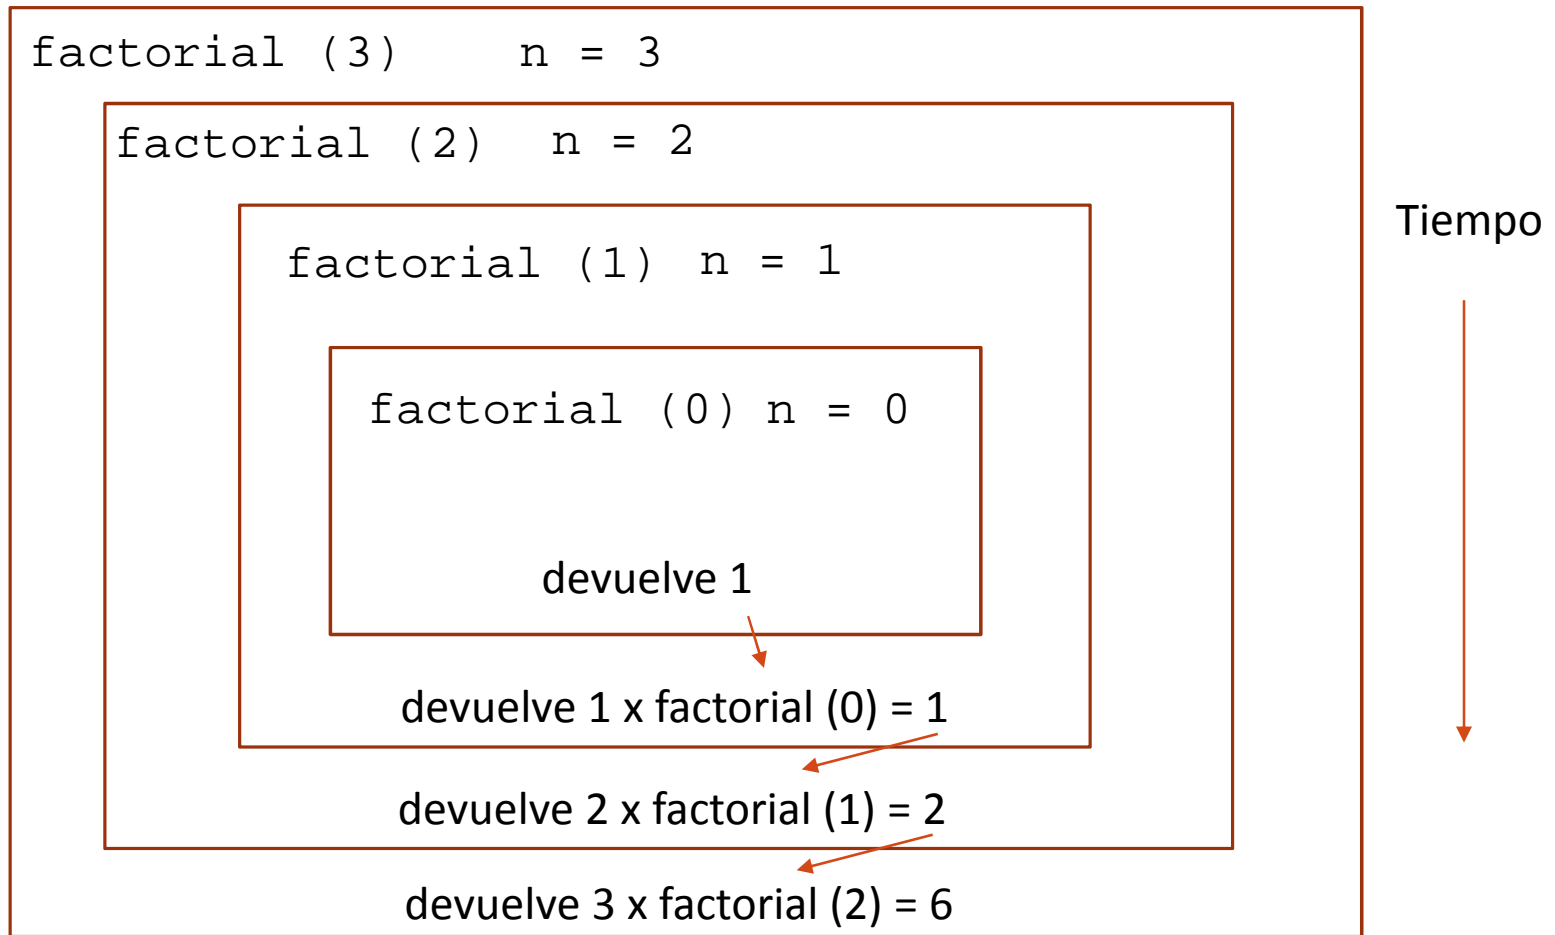 factorial (3) n = 3
factorial (2) n = 2
Tiempo
factorial (1) n = 1
factorial (0) n = 0
devuelve 1
devuelve 1 x factorial (0) = 1
devuelve 2 x factorial (1) = 2
devuelve 3 x factorial (2) = 6